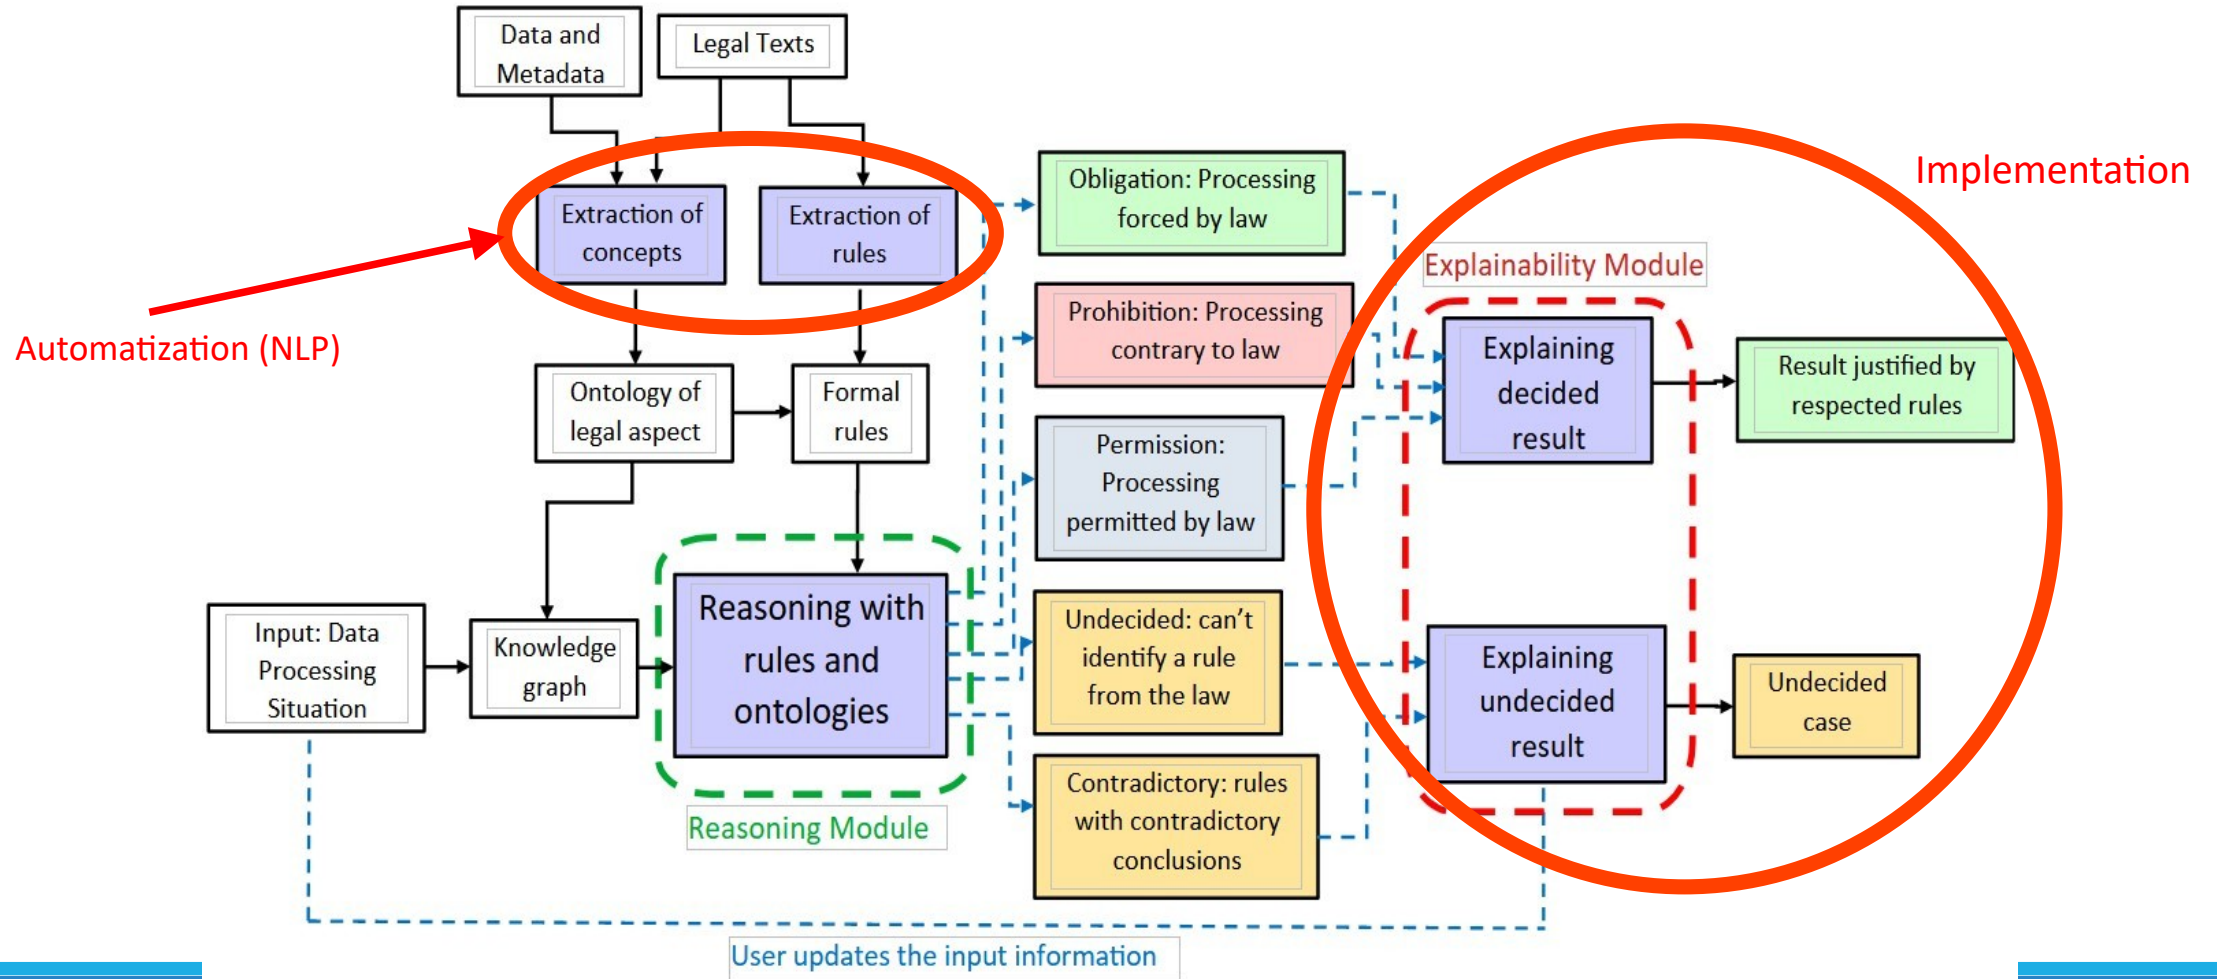 Data and
Metadata
Legal Texts
Implementation
Extraction of
concepts
Extraction of
rules
Obligation: Processing
forced by law
Explainability Module
Automatization (NLP)
Prohibition: Processing
contrary to law
Explaining
decided
result
Result justified by
respected rules
Ontology of
legal aspect
Formal
rules
Permission:
Processing
permitted by law
Input: Data
Processing
Situation
Knowledge
graph
Reasoning with
rules and
ontologies
Undecided: can't
identify a rule
from the law
Explaining
undecided
result
Undecided
case
Reasoning Module
Contradictory: rules
with contradictory
conclusions
User updates the input information